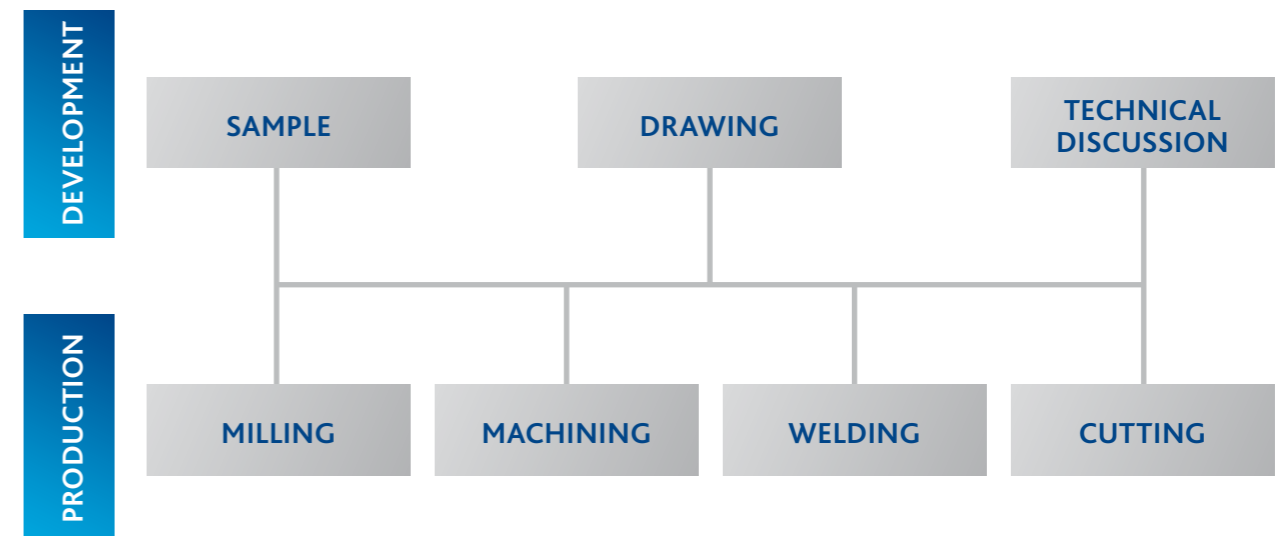 DEVELOPMENT
SAMPLE
DRAWING
TECHNICAL
DISCUSSION
PRODUCTION
MILLING
MACHINING
WELDING
CUTTING